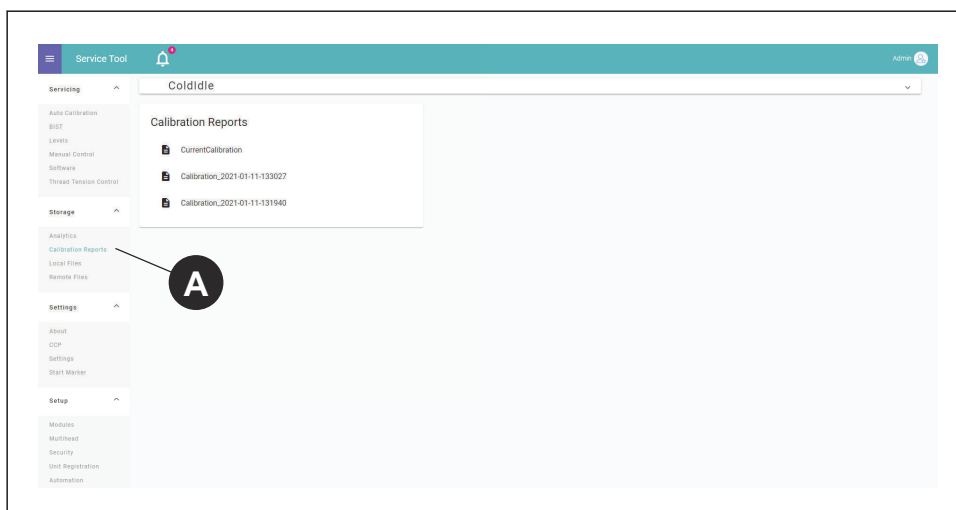 Service Tool
4
Admin
Servicing
Auto Calibration
BIST
Levels
Manual Control
Software
Thread Tension Control
Storage
Analytics
Calibration Reports
Local Files
Remote Files
Settings
About
CCP
Settings
Start Marker
Setup
Modules
Multihead
Security
Unit Registration
Automation
ColdIdle
Calibration Reports
CurrentCalibration
Calibration_2021-01-11-133027
Calibration_2021-01-11-131940
A